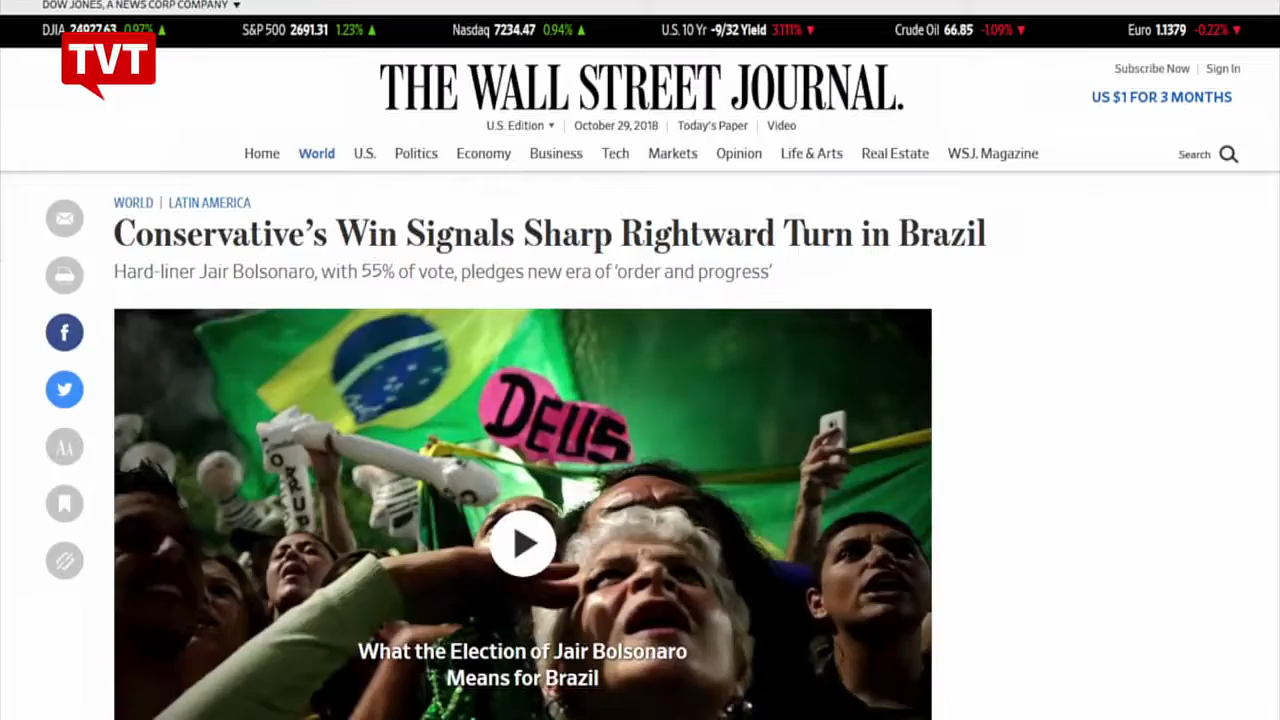 DOW JONES, A NEWS CORP COMPANY
DJIA 24927.63 0.97% S&P 500 2691.31 1.23% Nasdaq 7234.47 0.94% U.S. 10 Yr -9/32 Yield 3.111% Crude Oil 66.85 -1.09% Euro 1.1379 -0.22%
TVT
Subscribe Now | Sign In
THE WALL STREET JOURNAL.
US $1 FOR 3 MONTHS
U.S. Edition | October 29, 2018 | Today's Paper | Video
Home World U.S. Politics Economy Business Tech Markets Opinion Life & Arts Real Estate WSJ. Magazine Search
WORLD | LATIN AMERICA
Conservative's Win Signals Sharp Rightward Turn in Brazil
Hard-liner Jair Bolsonaro, with 55% of vote, pledges new era of 'order and progress'
f
AA
DEUS
What the Election of Jair Bolsonaro
Means for Brazil